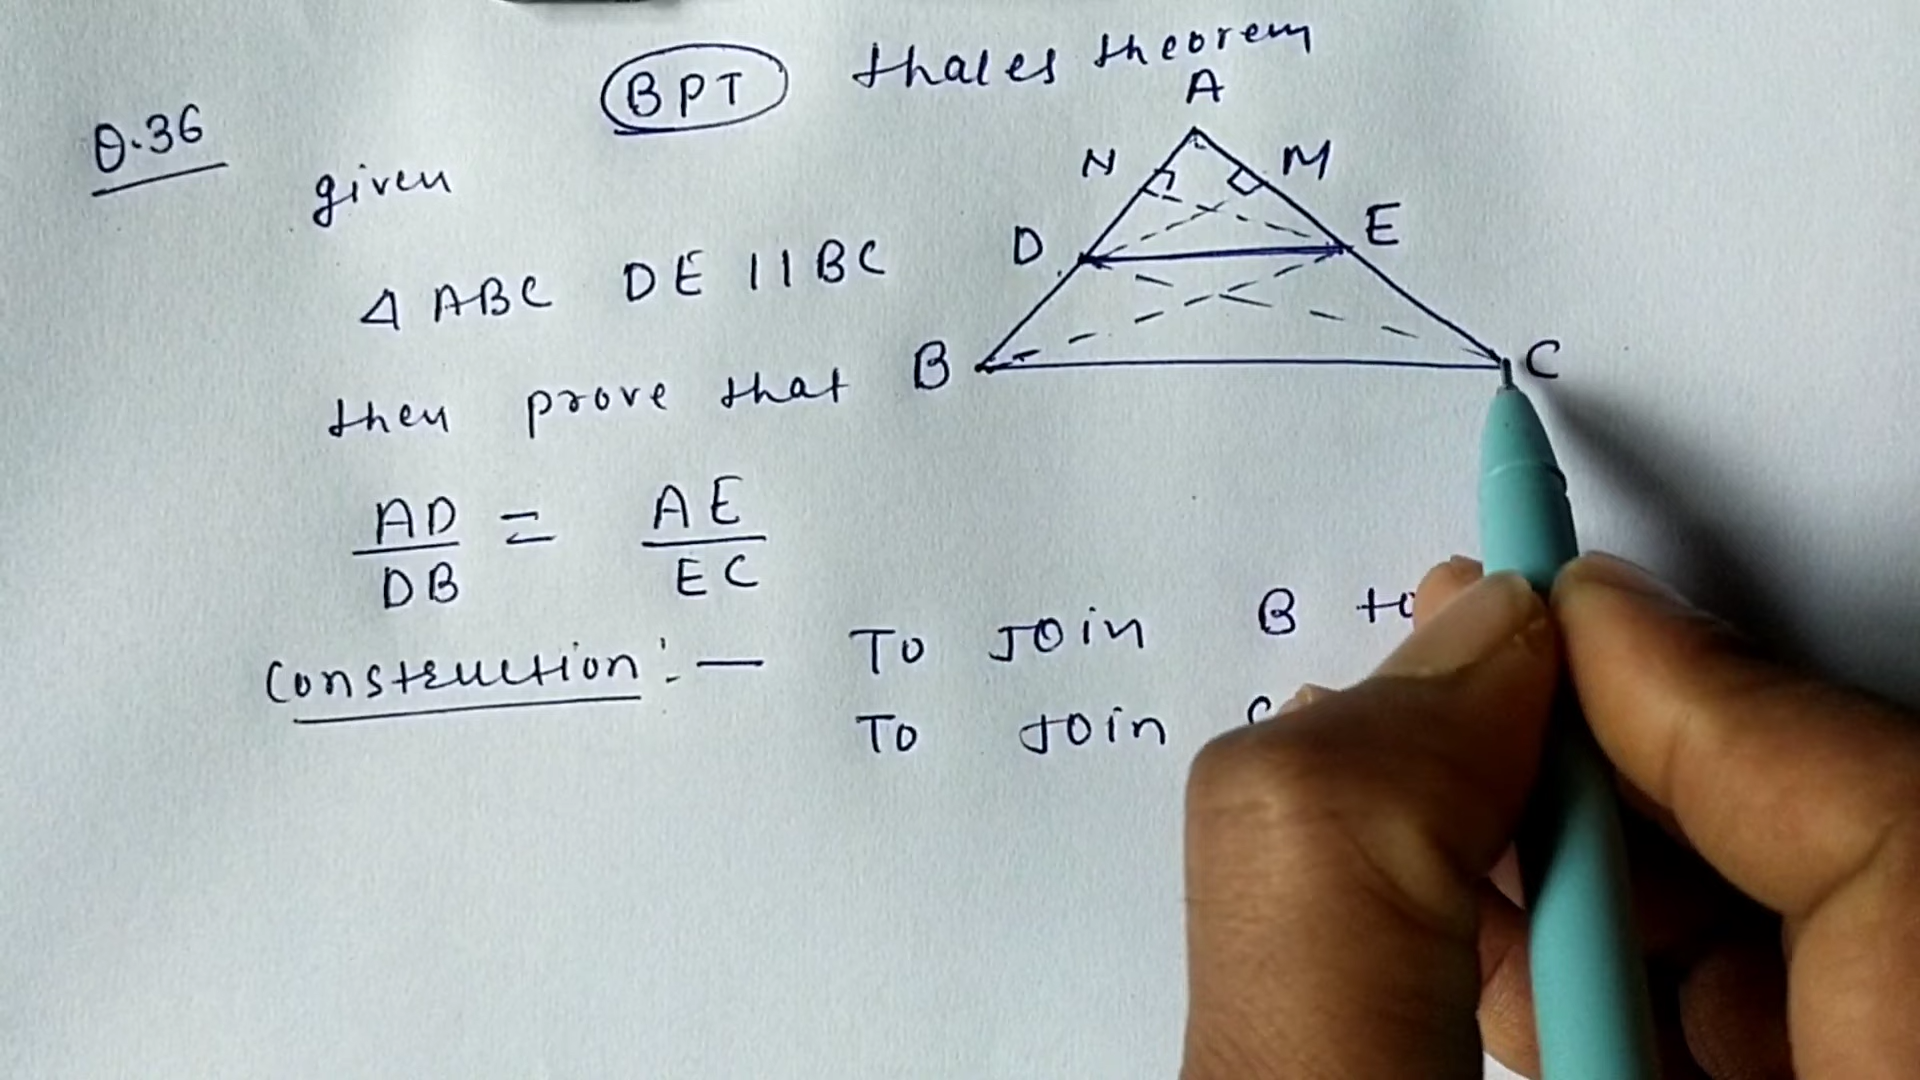 BPT thales theorem
Q.36
given
△ ABC DE || BC
then prove that
AD/DB = AE/EC
Construction :- To Join B to
To Join
A
N M
D E
B C